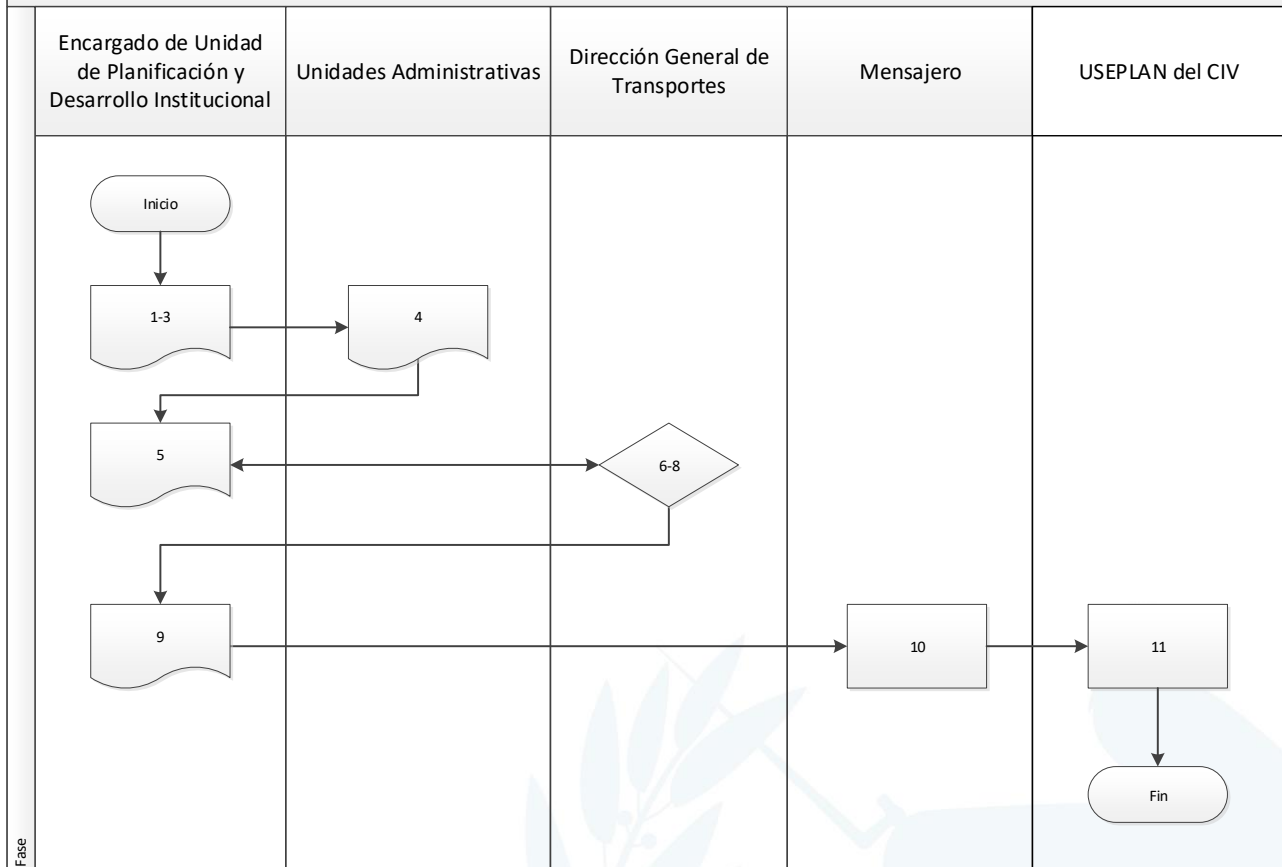 Encargado de Unidad
de Planificación y
Desarrollo Institucional
Unidades Administrativas
Dirección General de
Transportes
Mensajero
USEPLAN del CIV
Inicio
1-3
4
5
6-8
9
10
11
Fin
Fase